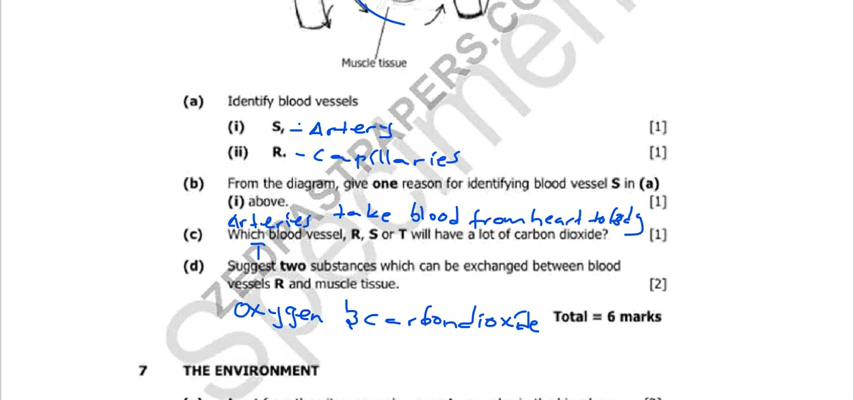 Muscle tissue
(a) Identify blood vessels
(i) S, - Artery [1]
(ii) R. - Capillaries [1]
(b) From the diagram, give one reason for identifying blood vessel S in (a)
(i) above. [1]
Arteries take blood from heart to body
(c) Which blood vessel, R, S or T will have a lot of carbon dioxide? [1]
T
(d) Suggest two substances which can be exchanged between blood
vessels R and muscle tissue. [2]
Oxygen & carbondioxide Total = 6 marks
7 THE ENVIRONMENT
ZEDPASTPAPERS.CO
Specimen